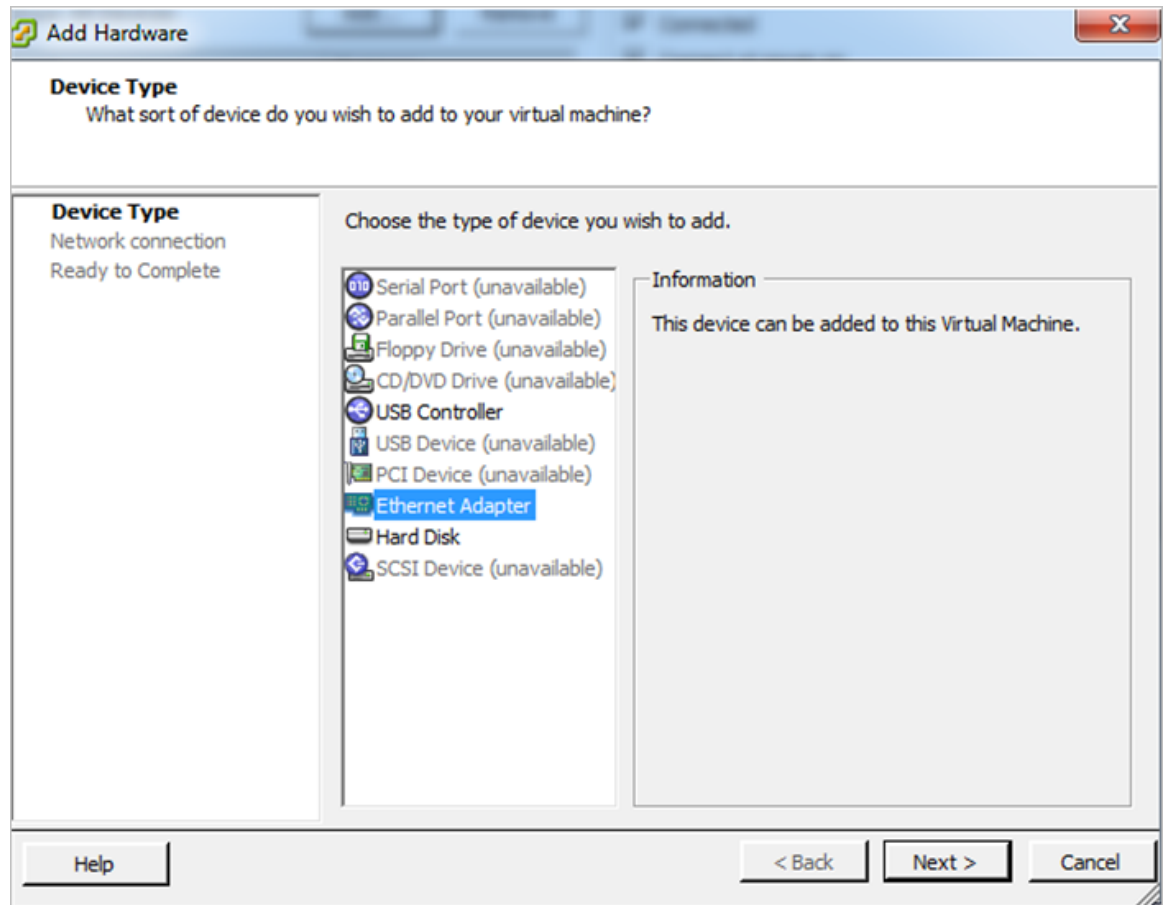 Add Hardware
Connected
Device Type
What sort of device do you wish to add to your virtual machine?
Device Type
Network connection
Ready to Complete
Choose the type of device you wish to add.
Serial Port (unavailable)
Parallel Port (unavailable)
Floppy Drive (unavailable)
CD/DVD Drive (unavailable)
USB Controller
USB Device (unavailable)
PCI Device (unavailable)
Ethernet Adapter
Hard Disk
SCSI Device (unavailable)
Information
This device can be added to this Virtual Machine.
Help
< Back
Next >
Cancel